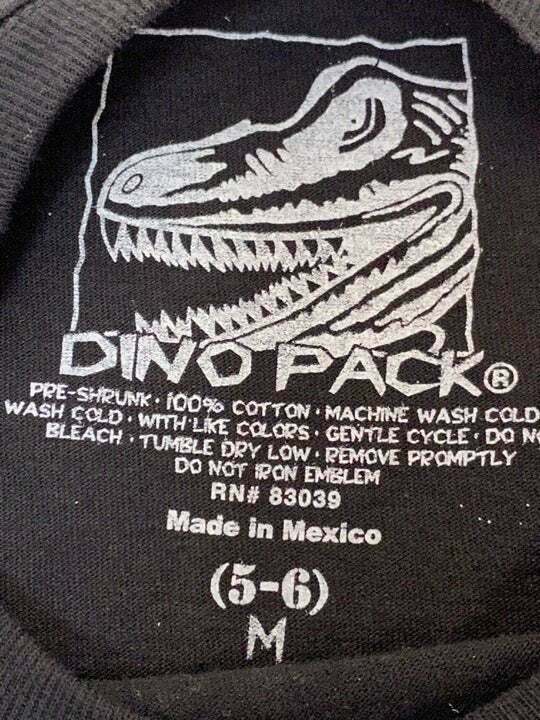 DINO PACK®
PRE-SHRUNK · 100% COTTON · MACHINE WASH COLD
WASH COLD · WITH LIKE COLORS · GENTLE CYCLE · DO NO
BLEACH · TUMBLE DRY LOW · REMOVE PROMPTLY
DO NOT IRON EMBLEM
RN# 83039
Made in Mexico
(5-6)
M